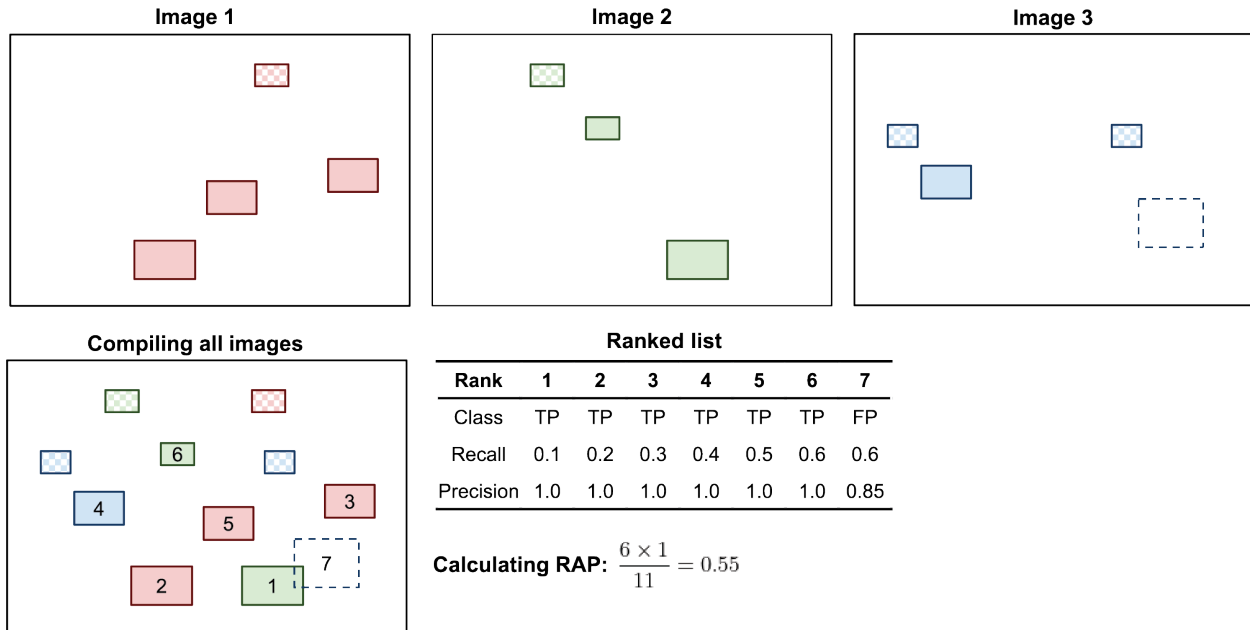 Image 1
Image 2
Image 3
Compiling all images
6
4
5
3
7
2
1
Ranked list
Rank 1 2 3 4 5 6 7
Class TP TP TP TP TP TP FP
Recall 0.1 0.2 0.3 0.4 0.5 0.6 0.6
Precision 1.0 1.0 1.0 1.0 1.0 1.0 0.85
Calculating RAP: 6 × 1 / 11 = 0.55